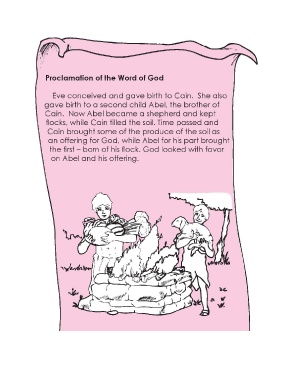 Proclamation of the Word of God
Eve conceived and gave birth to Cain. She also
gave birth to a second child Abel, the brother of
Cain. Now Abel became a shepherd and kept
flocks, while Cain tilled the soil. Time passed and
Cain brought some of the produce of the soil as
an offering for God, while Abel for his part brought
the first – born of his flock. God looked with favor
on Abel and his offering.